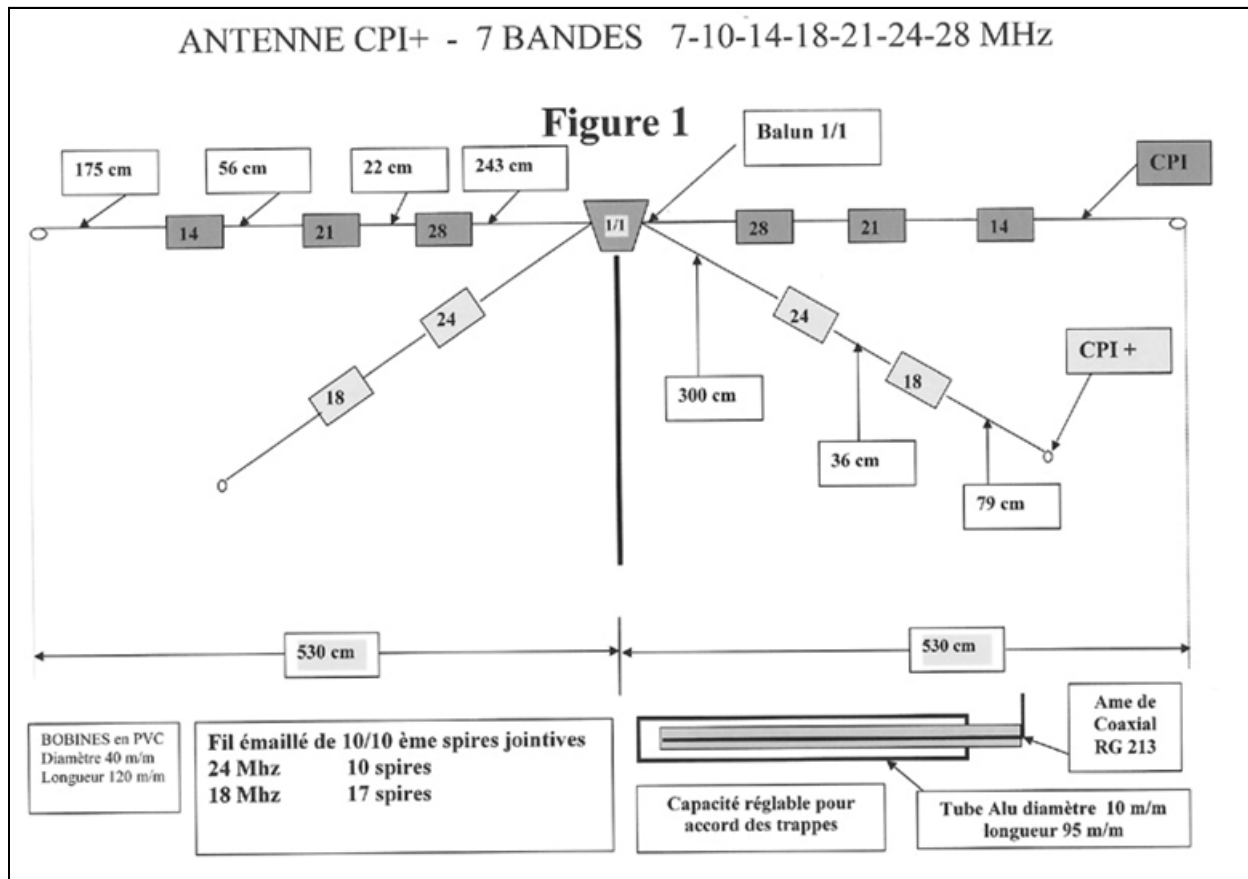 ANTENNE CPI+ - 7 BANDES 7-10-14-18-21-24-28 MHz
Figure 1
Balun 1/1
CPI
175 cm
56 cm
22 cm
243 cm
14
21
28
1/1
28
21
14
24
18
24
18
CPI +
300 cm
36 cm
79 cm
530 cm
530 cm
BOBINES en PVC
Diamètre 40 m/m
Longueur 120 m/m
Fil émaillé de 10/10 ème spires jointives
24 Mhz 10 spires
18 Mhz 17 spires
Ame de
Coaxial
RG 213
Capacité réglable pour
accord des trappes
Tube Alu diamètre 10 m/m
longueur 95 m/m